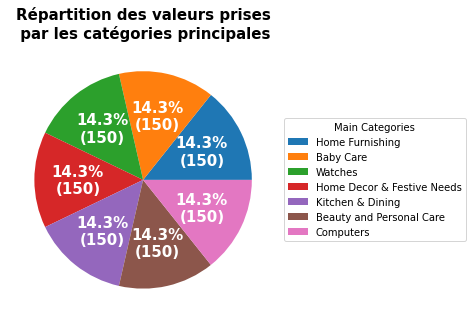 Répartition des valeurs prises
par les catégories principales
14.3%
(150)
14.3%
(150)
14.3%
(150)
14.3%
(150)
14.3%
(150)
14.3%
(150)
14.3%
(150)
Main Categories
Home Furnishing
Baby Care
Watches
Home Decor & Festive Needs
Kitchen & Dining
Beauty and Personal Care
Computers